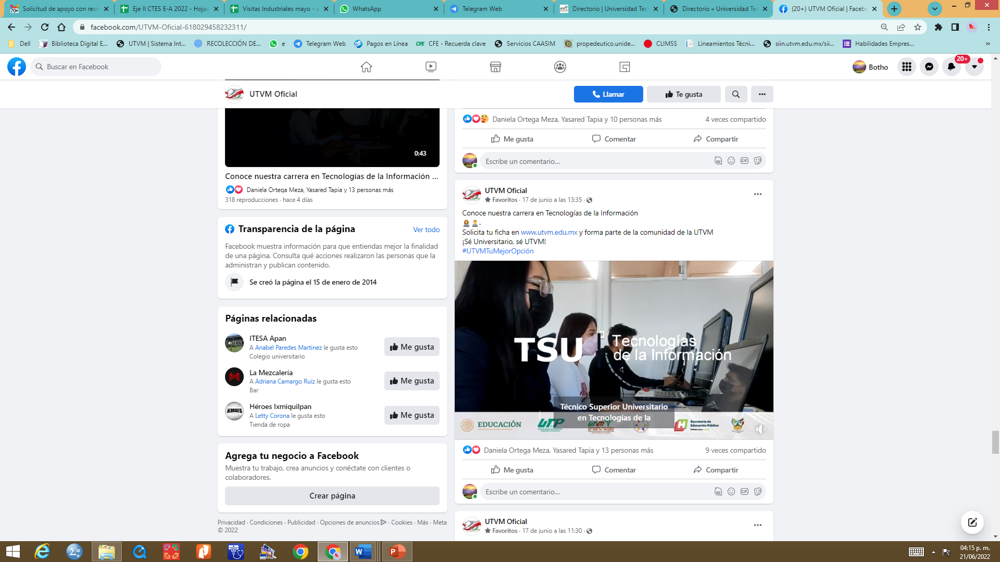 Solicitud de apoyo con revi
Eje II CTES E-A 2022 - Hojas
Visitas Industriales mayo - a
WhatsApp
Telegram Web
Directorio | Universidad Tec
Directorio « Universidad Te
(20+) UTVM Oficial | Facebo
facebook.com/UTVM-Oficial-618029458232311/
Dell
Biblioteca Digital E...
UTVM | Sistema Int...
RECOLECCIÓN DE...
e
Telegram Web
Pagos en Línea
CFE - Recuerda clave
Servicios CAASIM
propedeutico.unide...
CLIMSS
Lineamientos Técni...
siin.utvm.edu.mx/sii...
Habilidades Empres...
Buscar en Facebook
Botho
20+
UTVM Oficial
Llamar
Te gusta
0:43
Conoce nuestra carrera en Tecnologías de la Información ...
Daniela Ortega Meza, Yasared Tapia y 13 personas más
318 reproducciones · hace 4 días
Transparencia de la página
Ver todo
Facebook muestra información para que entiendas mejor la finalidad
de una página. Consulta qué acciones realizaron las personas que la
administran y publican contenido.
Se creó la página el 15 de enero de 2014
Páginas relacionadas
ITESA Apan
A Anabel Paredes Martinez le gusta esto
Colegio universitario
Me gusta
La Mezcalería
A Adriana Camargo Ruiz le gusta esto
Bar
Me gusta
Héroes Ixmiquilpan
A Letty Corona le gusta esto
Tienda de ropa
Me gusta
Agrega tu negocio a Facebook
Muestra tu trabajo, crea anuncios y conéctate con clientes o
colaboradores.
Crear página
Privacidad · Condiciones · Publicidad · Opciones de anuncios · Cookies · Más · Meta
© 2022
Daniela Ortega Meza, Yasared Tapia y 10 personas más
4 veces compartido
Me gusta
Comentar
Compartir
Escribe un comentario...
UTVM Oficial
Favoritos · 17 de junio a las 13:35 ·
Conoce nuestra carrera en Tecnologías de la Información
.
Solicita tu ficha en www.utvm.edu.mx y forma parte de la comunidad de la UTVM
¡Sé Universitario, sé UTVM!
#UTVMTuMejorOpción
TSU
Tecnologías
de la Información
Técnico Superior Universitario
en Tecnologías de la
EDUCACIÓN
UTP
UTVM
Secretaría de
Educación Pública
Daniela Ortega Meza, Yasared Tapia y 13 personas más
9 veces compartido
Me gusta
Comentar
Compartir
Escribe un comentario...
UTVM Oficial
Favoritos · 17 de junio a las 11:30 ·
04:15 p. m.
21/06/2022